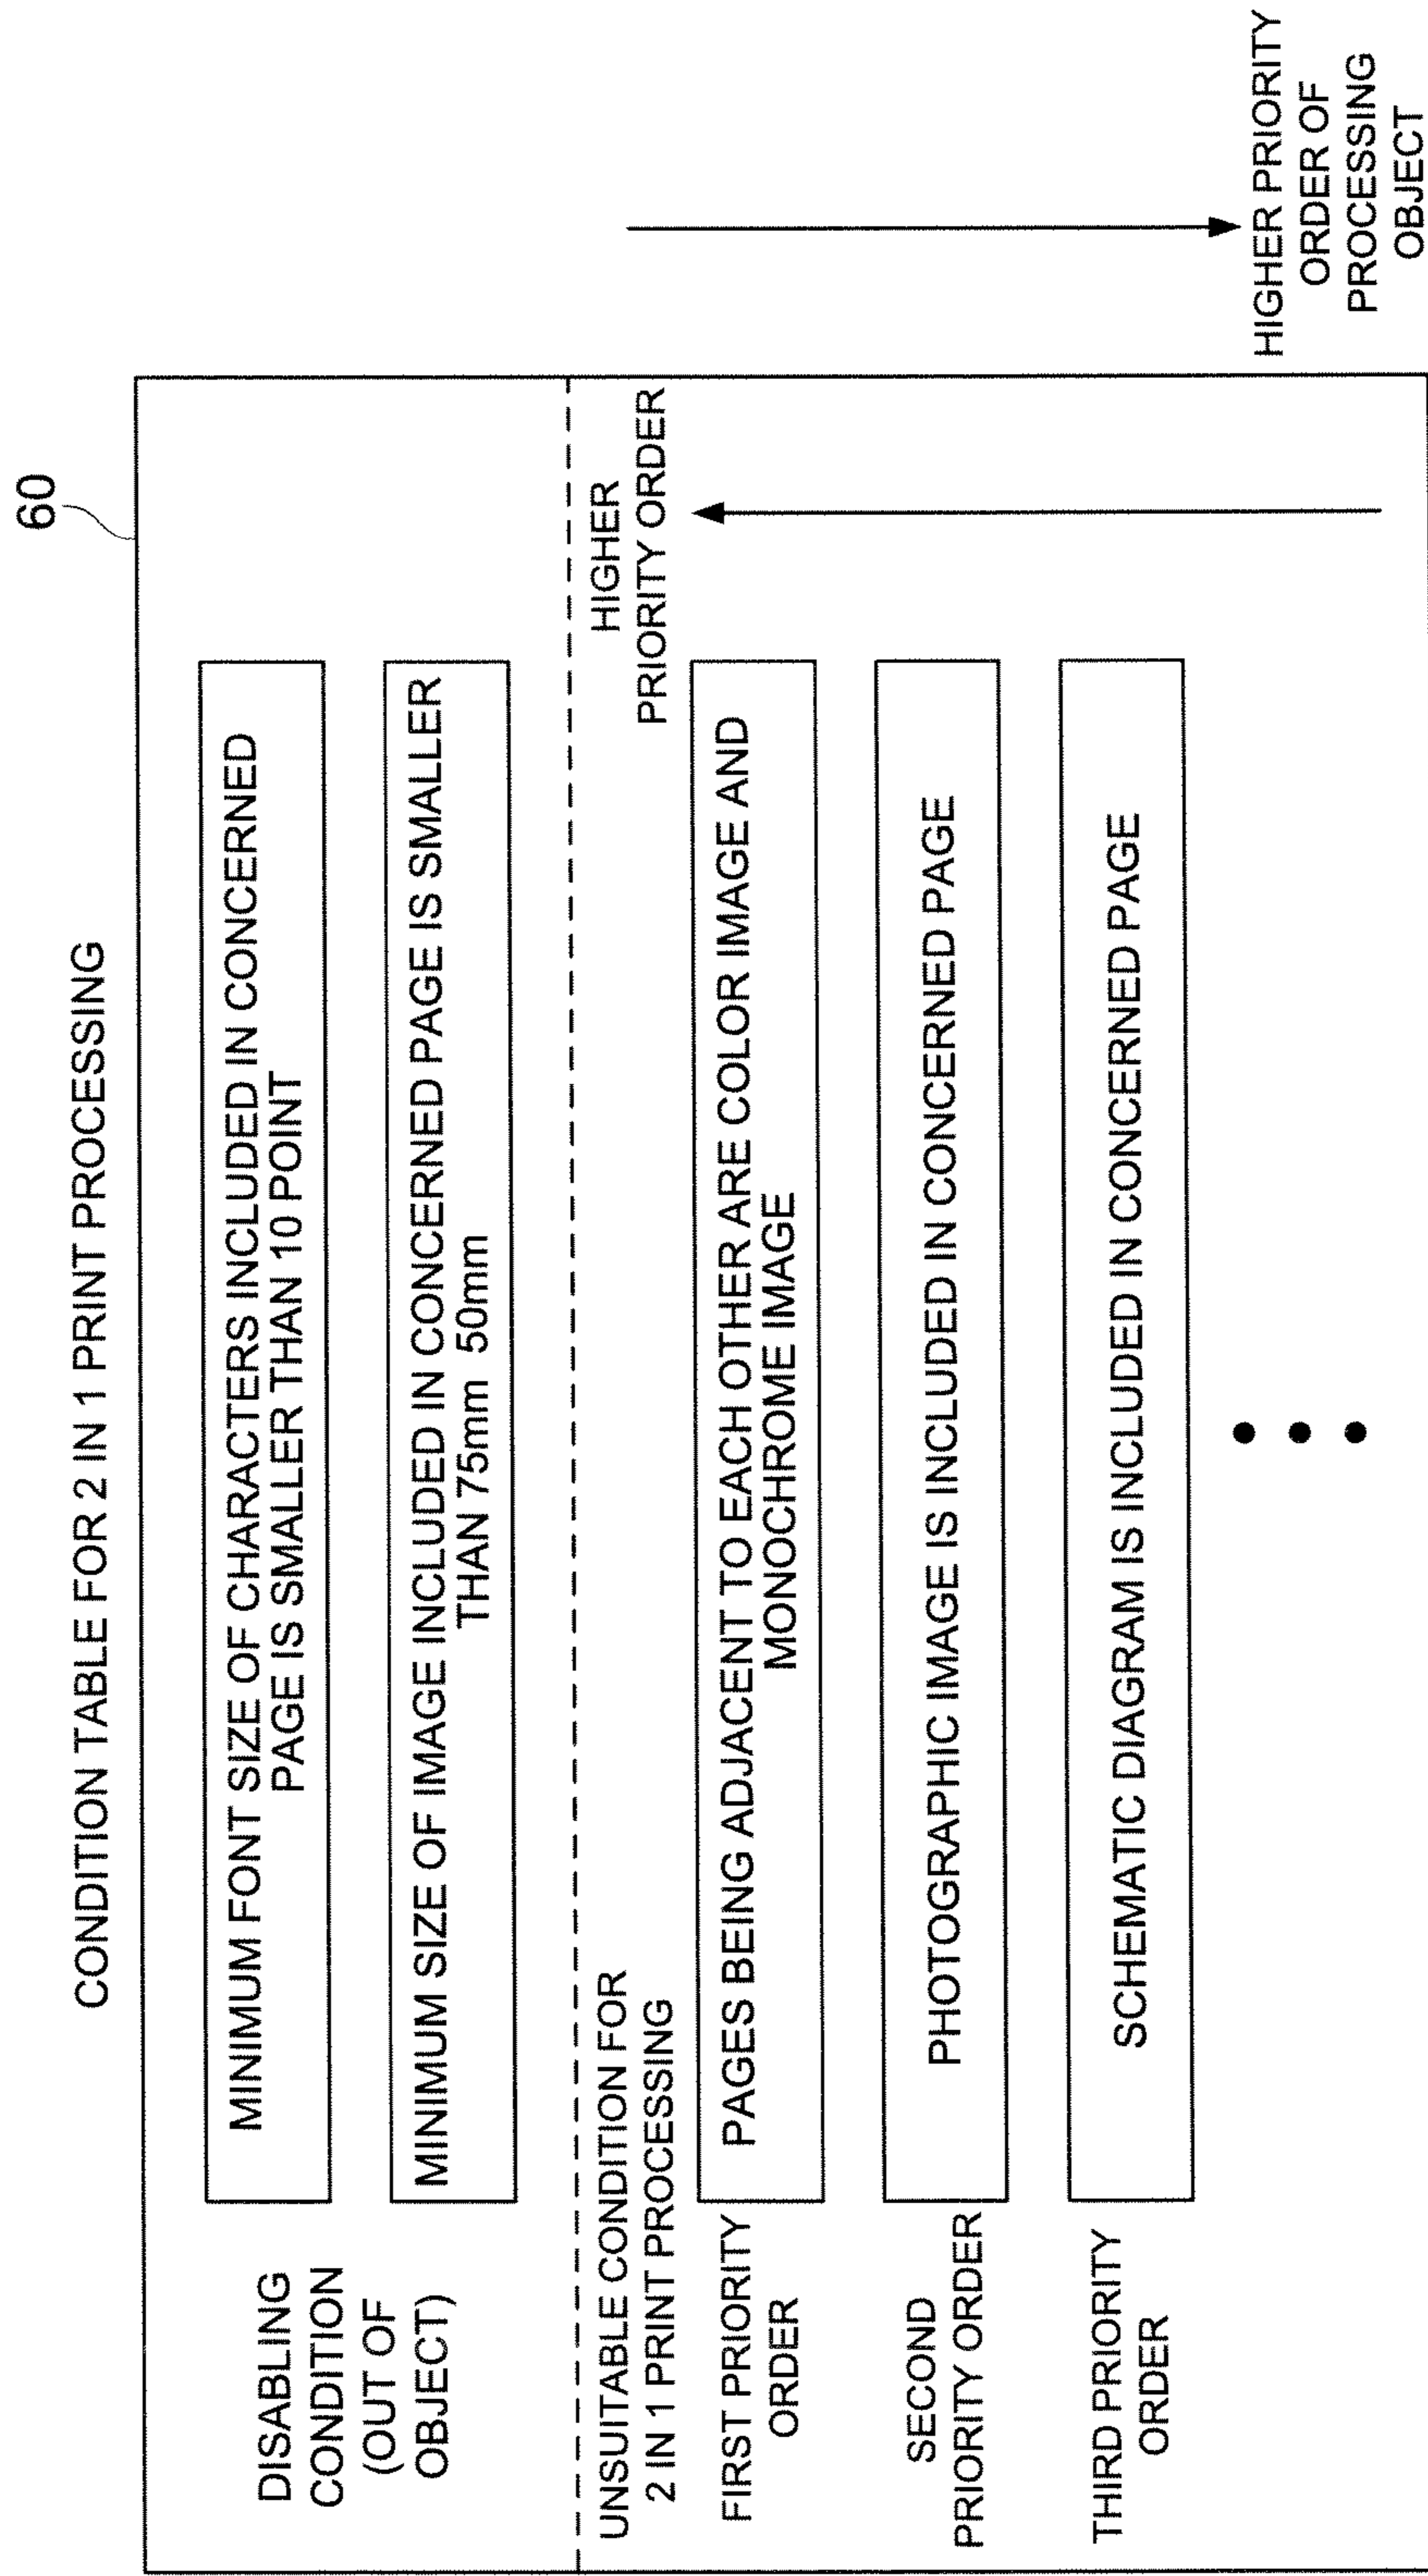 CONDITION TABLE FOR 2 IN 1 PRINT PROCESSING
60
DISABLING
CONDITION
(OUT OF
OBJECT)
MINIMUM FONT SIZE OF CHARACTERS INCLUDED IN CONCERNED
PAGE IS SMALLER THAN 10 POINT
MINIMUM SIZE OF IMAGE INCLUDED IN CONCERNED PAGE IS SMALLER
THAN 75mm 50mm
UNSUITABLE CONDITION FOR
2 IN 1 PRINT PROCESSING
HIGHER
PRIORITY ORDER
FIRST PRIORITY
ORDER
PAGES BEING ADJACENT TO EACH OTHER ARE COLOR IMAGE AND
MONOCHROME IMAGE
SECOND
PRIORITY ORDER
PHOTOGRAPHIC IMAGE IS INCLUDED IN CONCERNED PAGE
THIRD PRIORITY
ORDER
SCHEMATIC DIAGRAM IS INCLUDED IN CONCERNED PAGE
HIGHER PRIORITY
ORDER OF
PROCESSING
OBJECT